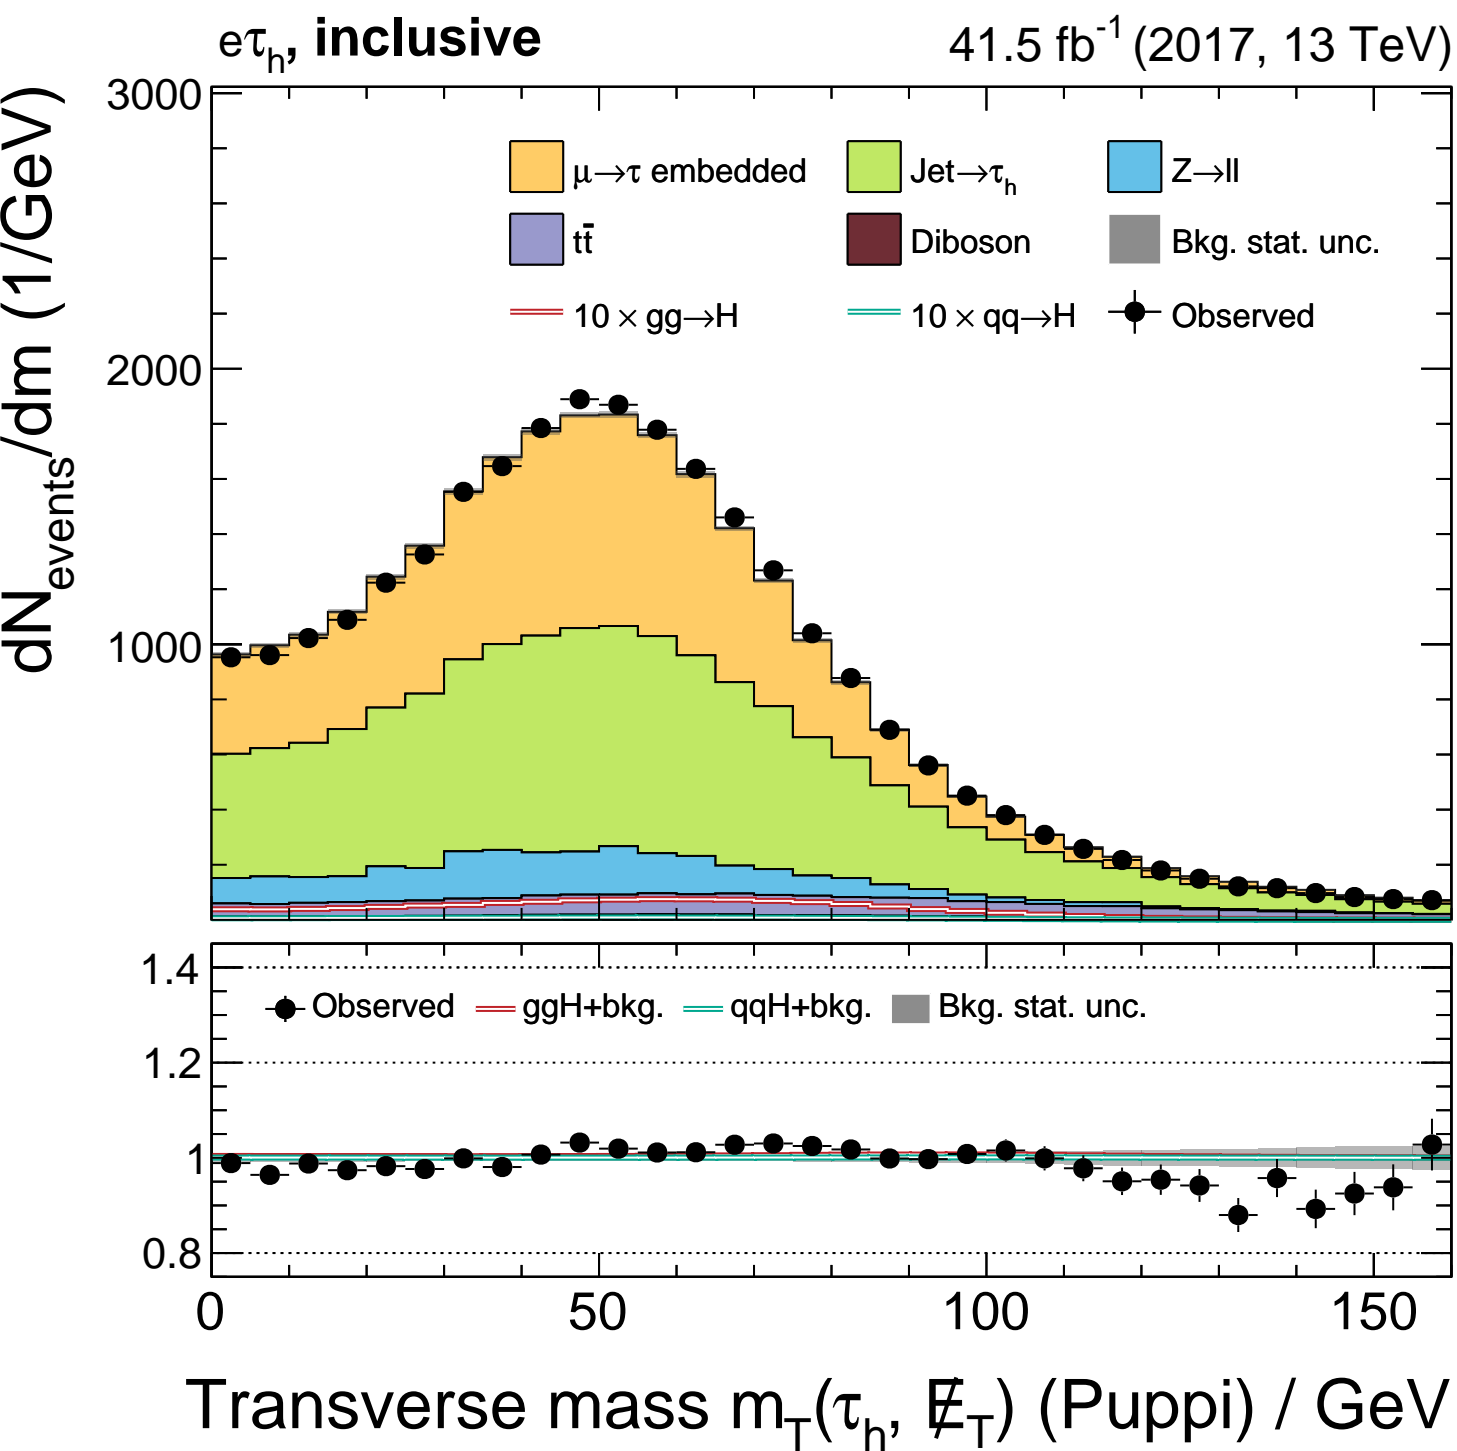 eτh, inclusive 41.5 fb-1 (2017, 13 TeV)
dNevents/dm (1/GeV)
3000
2000
1000
μ→τ embedded Jet→τh Z→ll
tt̄ Diboson Bkg. stat. unc.
10 × gg→H 10 × qq→H Observed
1.4
1.2
1
0.8
Observed ggH+bkg. qqH+bkg. Bkg. stat. unc.
0 50 100 150
Transverse mass mT(τh, E̸T) (Puppi) / GeV